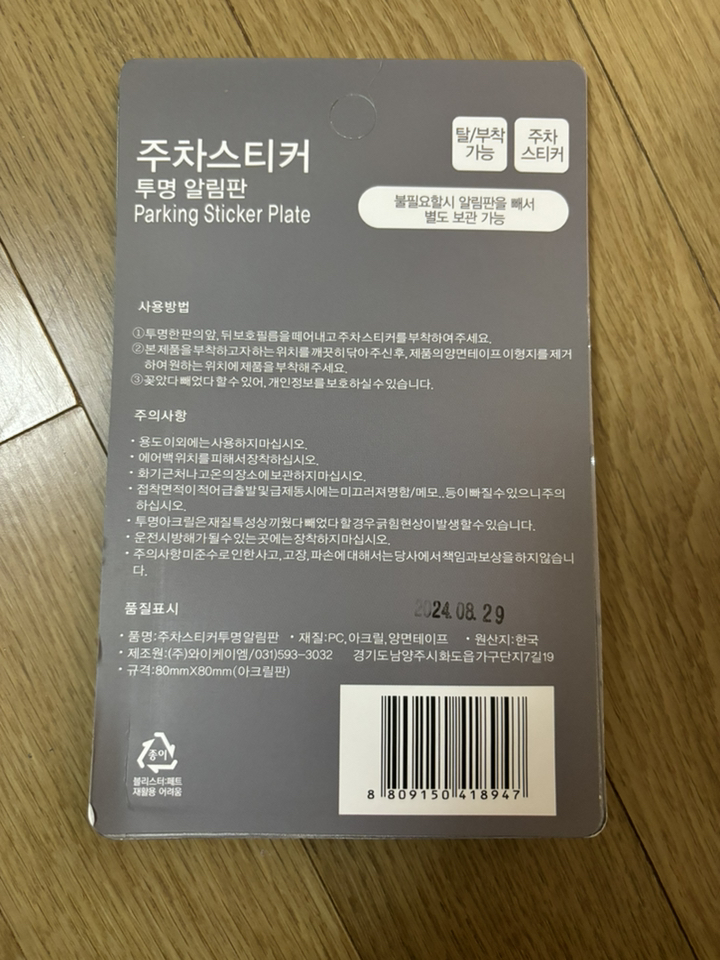 주차스티커
투명 알림판
Parking Sticker Plate
탈/부착
가능
주차
스티커
불필요할시 알림판을 빼서
별도 보관 가능
사용방법
①투명한 판의 앞, 뒤 보호필름을 떼어내고 주차스티커를 부착하여 주세요.
②본 제품을 부착하고자 하는 위치를 깨끗히 닦아 주신 후, 제품의 양면테이프 이형지를 제거
하여 원하는 위치에 제품을 부착해 주세요.
③꽂았다 빼었다 할 수 있어, 개인정보를 보호하실 수 있습니다.
주의사항
• 용도 이외에는 사용하지 마십시오.
• 에어백 위치를 피해서 장착하십시오.
• 화기 근처나 고온의 장소에 보관하지 마십시오.
• 접착면적이 적어 급출발 및 급제동시에는 미끄러져 명함/메모..등이 빠질 수 있으니 주의
하십시오.
• 투명아크릴은 재질 특성상 끼웠다 빼었다 할 경우 긁힘 현상이 발생할 수 있습니다.
• 운전시 방해가 될 수 있는 곳에는 장착하지 마십시오.
• 주의사항 미준수로 인한 사고, 고장, 파손에 대해서는 당사에서 책임과 보상을 하지 않습니
다.
품질표시
2024.08.29
• 품명:주차스티커 투명 알림판 • 재질:PC, 아크릴, 양면테이프 • 원산지:한국
• 제조원:(주)와이케이엠/031)593-3032 경기도 남양주시 화도읍 가구단지7길 19
• 규격:80mmX80mm(아크릴판)
종이
블리스터:페트
재활용 어려움
8 809150 418947